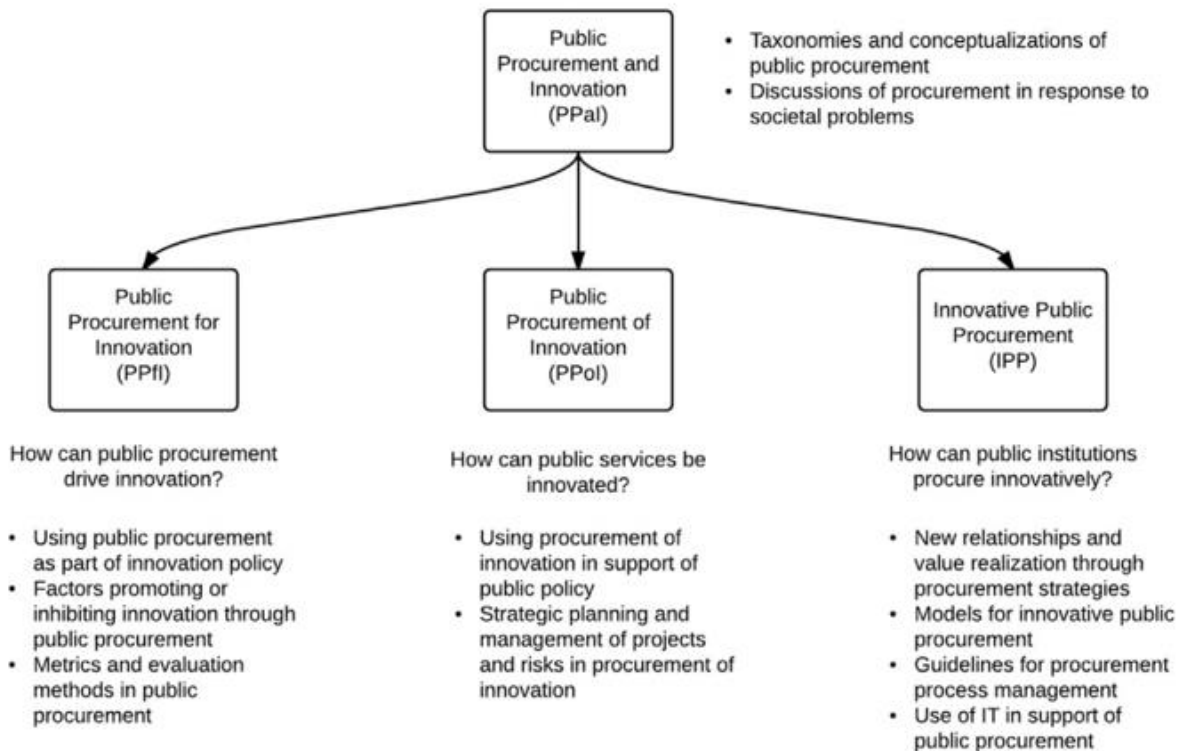 Public
Procurement and
Innovation
(PPaI)
• Taxonomies and conceptualizations of
public procurement
• Discussions of procurement in response to
societal problems
Public
Procurement for
Innovation
(PPfI)
How can public procurement
drive innovation?
• Using public procurement
as part of innovation policy
• Factors promoting or
inhibiting innovation through
public procurement
• Metrics and evaluation
methods in public
procurement
Public
Procurement of
Innovation
(PPoI)
How can public services be
innovated?
• Using procurement of
innovation in support of
public policy
• Strategic planning and
management of projects
and risks in procurement of
innovation
Innovative Public
Procurement
(IPP)
How can public institutions
procure innovatively?
• New relationships and
value realization through
procurement strategies
• Models for innovative public
procurement
• Guidelines for procurement
process management
• Use of IT in support of
public procurement